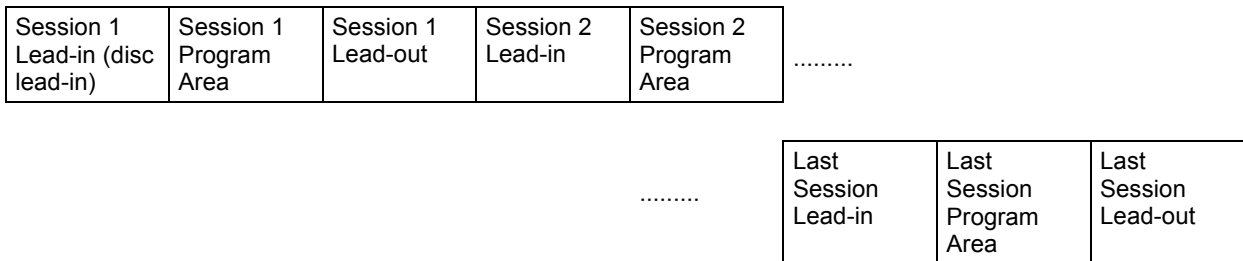 Session 1
Lead-in (disc
lead-in)
Session 1
Program
Area
Session 1
Lead-out
Session 2
Lead-in
Session 2
Program
Area
.........
.........
Last
Session
Lead-in
Last
Session
Program
Area
Last
Session
Lead-out